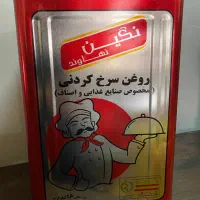 نگین
نهاوند
روغن سرخ کردنی
(مخصوص صنایع غذایی و اصناف)